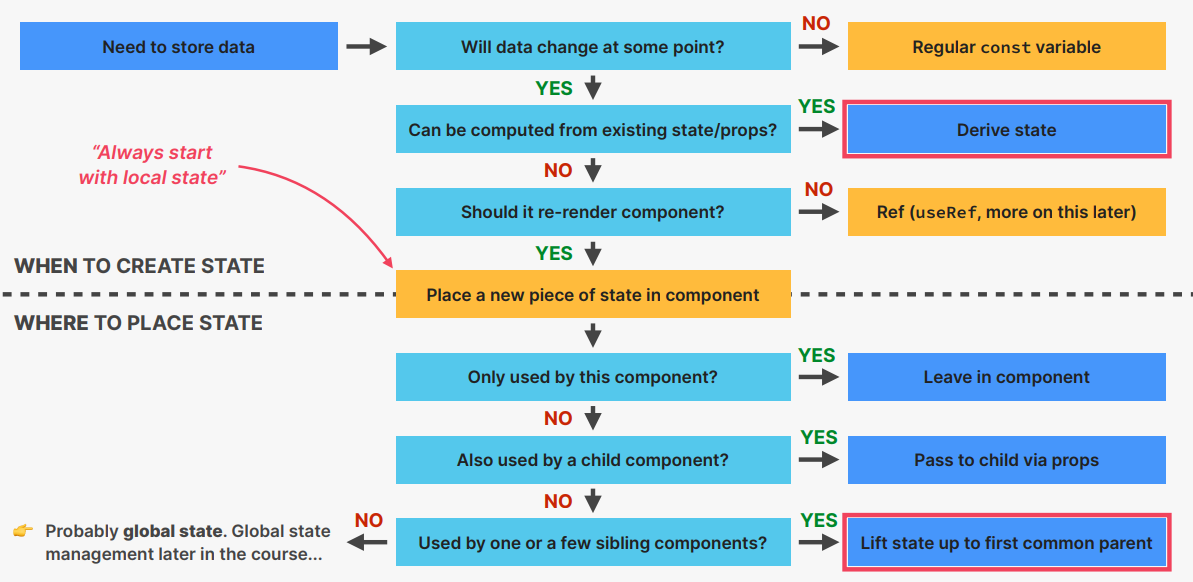 Need to store data
Will data change at some point?
NO
Regular const variable
YES
Can be computed from existing state/props?
YES
Derive state
“Always start
with local state”
NO
Should it re-render component?
NO
Ref (useRef, more on this later)
YES
WHEN TO CREATE STATE
Place a new piece of state in component
WHERE TO PLACE STATE
Only used by this component?
YES
Leave in component
NO
Also used by a child component?
YES
Pass to child via props
NO
Used by one or a few sibling components?
YES
Lift state up to first common parent
NO
👉 Probably global state. Global state
management later in the course...